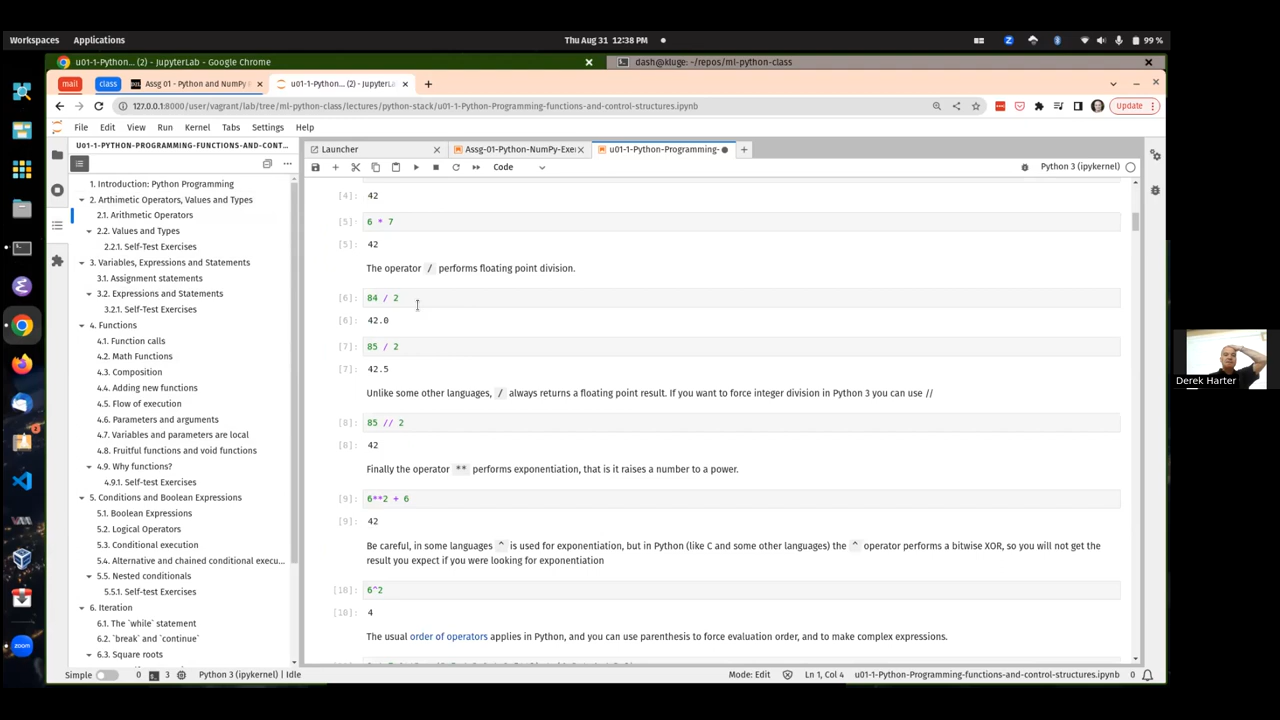 Workspaces Applications Thu Aug 31 12:38 PM 99 %
u01-1-Python... (2) - JupyterLab - Google Chrome dash@kluge: ~/repos/ml-python-class
mail class Assg 01 - Python and NumPy u01-1-Python... (2) - JupyterLa
127.0.0.1:8000/user/vagrant/lab/tree/ml-python-class/lectures/python-stack/u01-1-Python-Programming-functions-and-control-structures.ipynb Update
File Edit View Run Kernel Tabs Settings Help
U01-1-PYTHON-PROGRAMMING-FUNCTIONS-AND-CONT...
Launcher Assg-01-Python-NumPy-Exe u01-1-Python-Programming-
Code Python 3 (ipykernel)
1. Introduction: Python Programming
2. Arthimetic Operators, Values and Types
2.1. Arithmetic Operators
2.2. Values and Types
2.2.1. Self-Test Exercises
3. Variables, Expressions and Statements
3.1. Assignment statements
3.2. Expressions and Statements
3.2.1. Self-Test Exercises
4. Functions
4.1. Function calls
4.2. Math Functions
4.3. Composition
4.4. Adding new functions
4.5. Flow of execution
4.6. Parameters and arguments
4.7. Variables and parameters are local
4.8. Fruitful functions and void functions
4.9. Why functions?
4.9.1. Self-test Exercises
5. Conditions and Boolean Expressions
5.1. Boolean Expressions
5.2. Logical Operators
5.3. Conditional execution
5.4. Alternative and chained conditional execu...
5.5. Nested conditionals
5.5.1. Self-test Exercises
6. Iteration
6.1. The `while` statement
6.2. `break` and `continue`
6.3. Square roots
[4]: 42
[5]: 6 * 7
[5]: 42
The operator / performs floating point division.
[6]: 84 / 2
[6]: 42.0
[7]: 85 / 2
[7]: 42.5
Unlike some other languages, / always returns a floating point result. If you want to force integer division in Python 3 you can use //
[8]: 85 // 2
[8]: 42
Finally the operator ** performs exponentiation, that is it raises a number to a power.
[9]: 6**2 + 6
[9]: 42
Be careful, in some languages ^ is used for exponentiation, but in Python (like C and some other languages) the ^ operator performs a bitwise XOR, so you will not get the
result you expect if you were looking for exponentiation
[10]: 6^2
[10]: 4
The usual order of operators applies in Python, and you can use parenthesis to force evaluation order, and to make complex expressions.
Simple 0 3 Python 3 (ipykernel) | Idle Mode: Edit Ln 1, Col 4 u01-1-Python-Programming-functions-and-control-structures.ipynb 0
Derek Harter
zoom